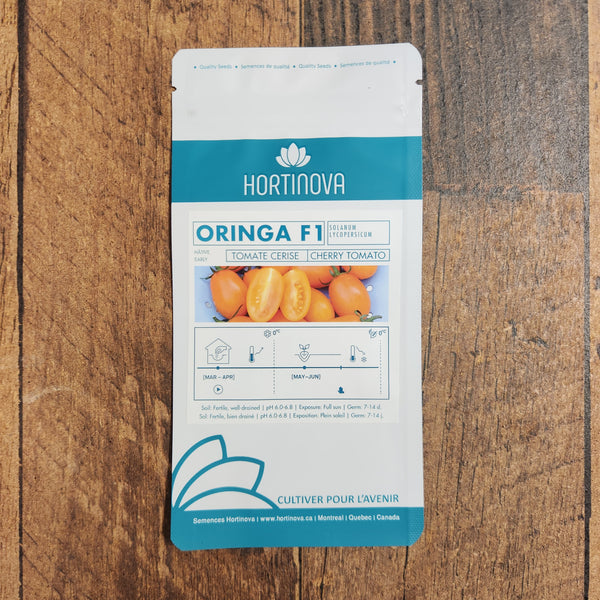 • Quality Seeds • Semences de qualité • Quality Seeds • Semences de qualité •
HORTINOVA
ORINGA F1
SOLANUM
LYCOPERSICUM
HÂTIVE
EARLY
TOMATE CERISE
CHERRY TOMATO
0°C
0°C
[MAR – APR]
[MAY–JUN]
Soil: Fertile, well-drained | pH 6.0-6.8 | Exposure: Full sun | Germ: 7-14 d.
Sol: Fertile, bien drainé | pH 6.0-6.8 | Exposition: Plein soleil | Germ: 7-14 j.
CULTIVER POUR L'AVENIR
Semences Hortinova | www.hortinova.ca | Montreal | Quebec | Canada